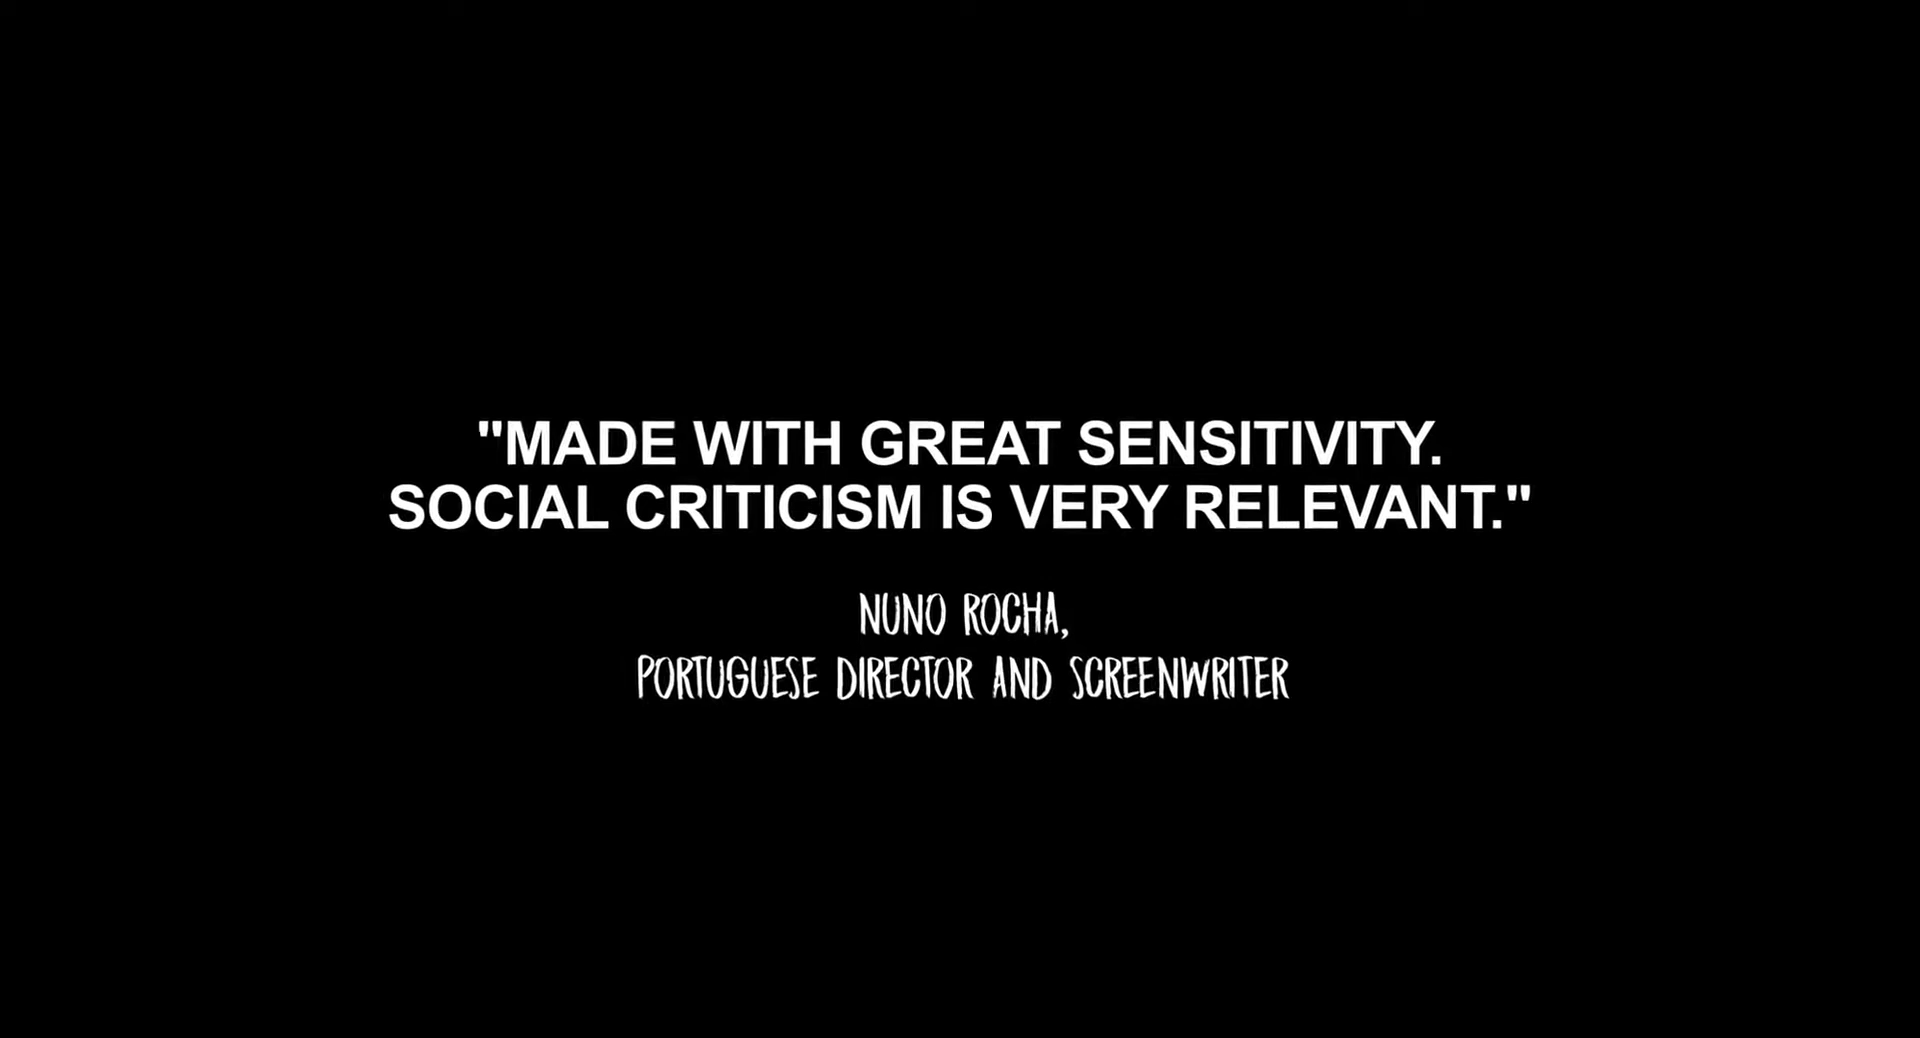 "MADE WITH GREAT SENSITIVITY.
SOCIAL CRITICISM IS VERY RELEVANT."
NUNO ROCHA,
PORTUGUESE DIRECTOR AND SCREENWRITER